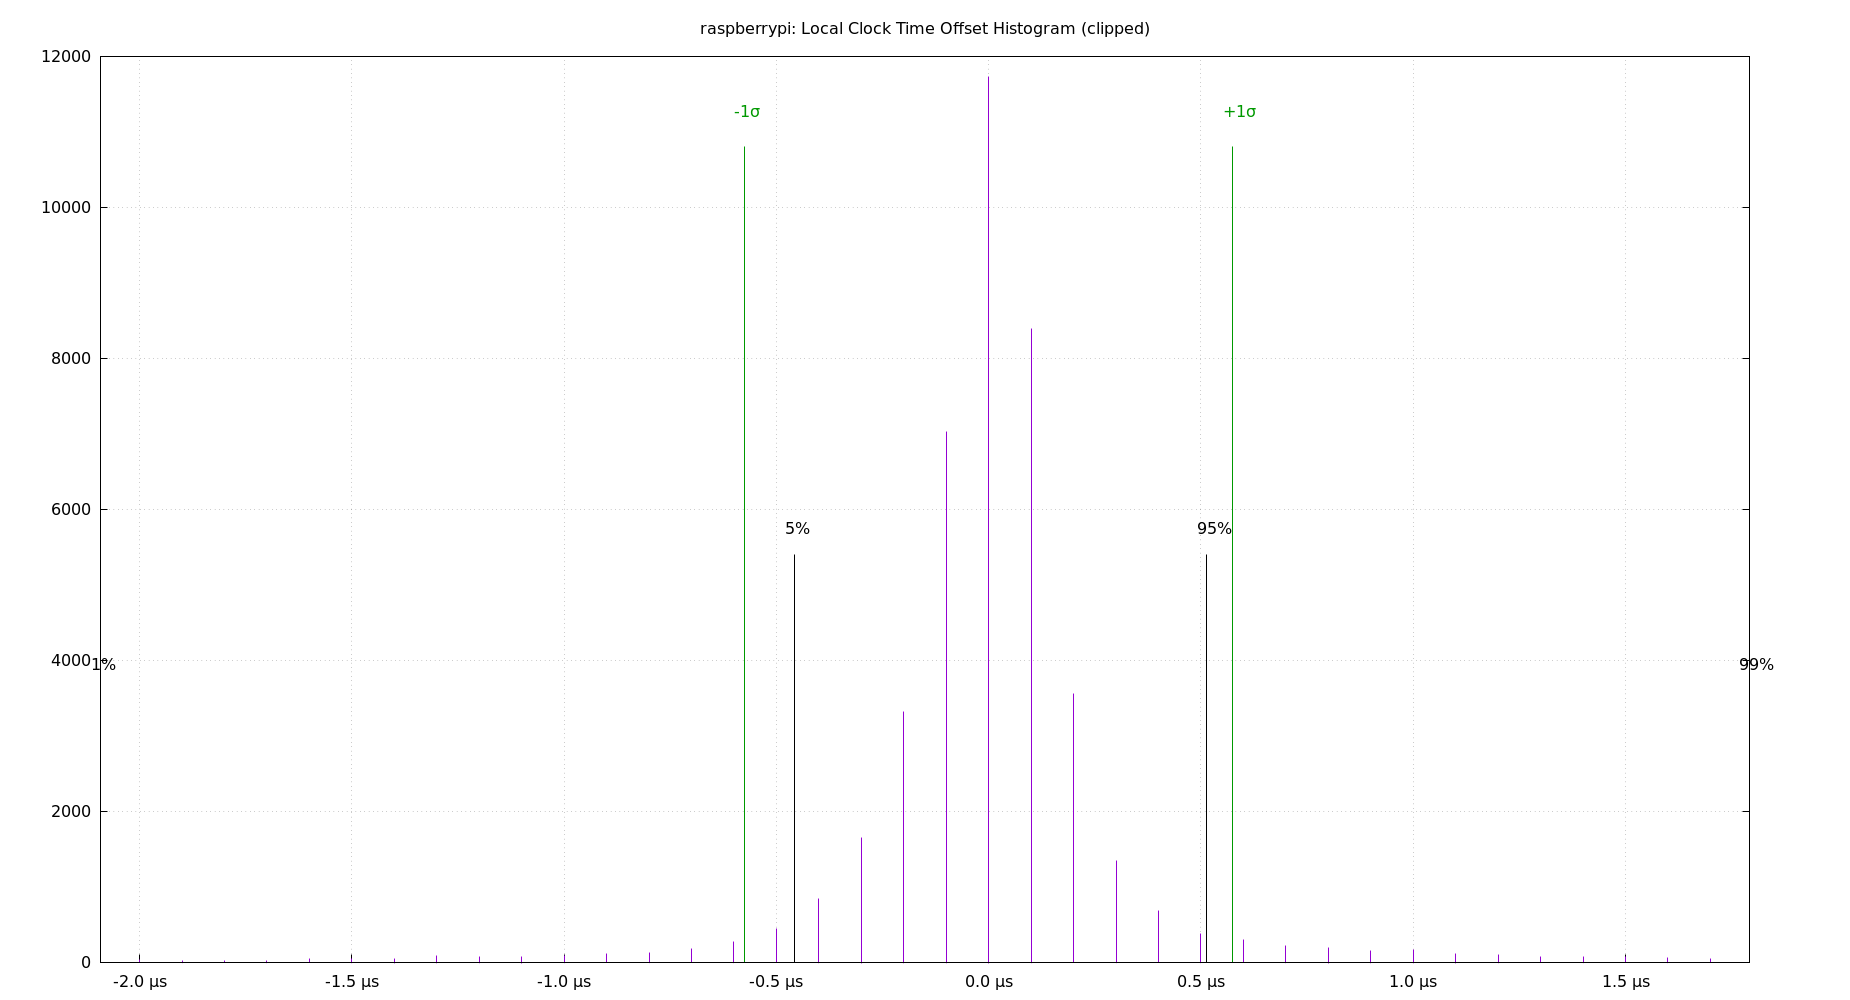 raspberrypi: Local Clock Time Offset Histogram (clipped)
12000
-1σ
+1σ
10000
8000
6000
5%
95%
4000
1%
99%
2000
0
-2.0 µs
-1.5 µs
-1.0 µs
-0.5 µs
0.0 µs
0.5 µs
1.0 µs
1.5 µs